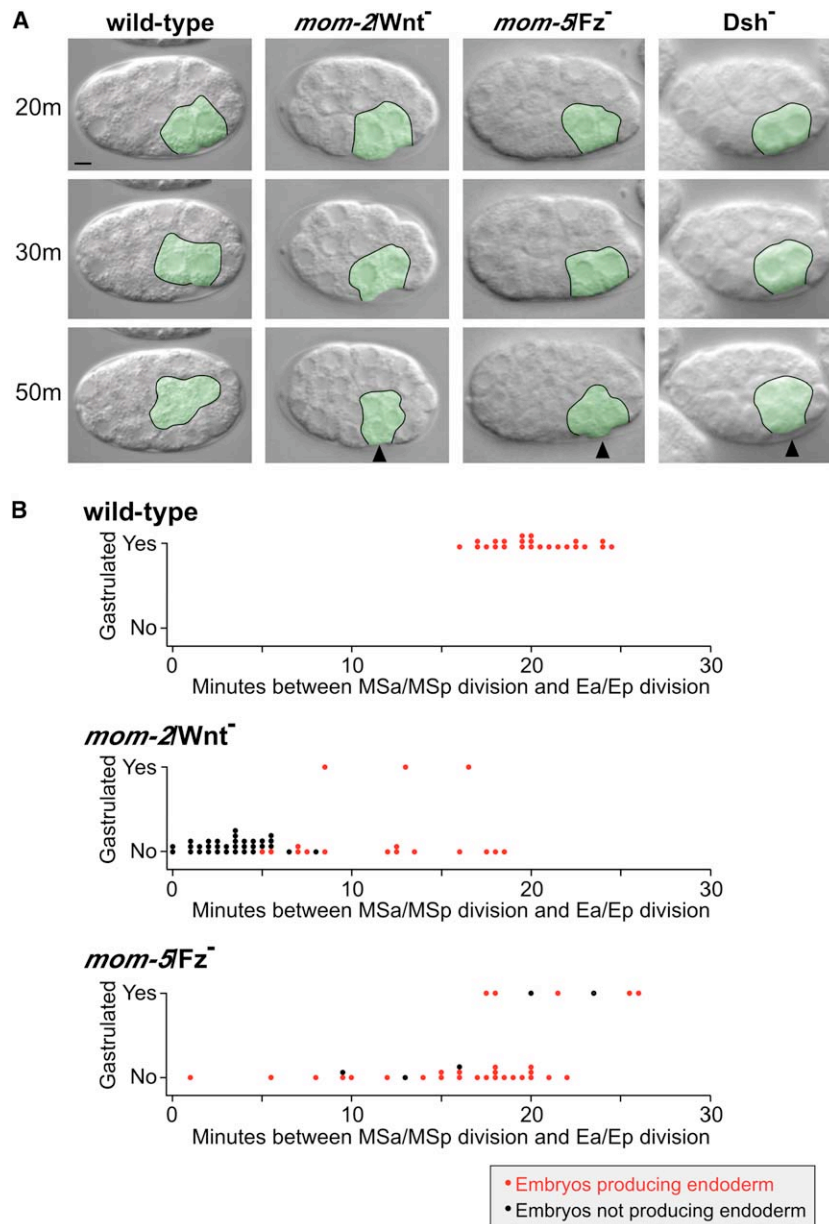 A
wild-type mom-2/Wnt⁻ mom-5/Fz⁻ Dsh⁻
20m
30m
50m
B
wild-type
Gastrulated
Yes
No
0 10 20 30
Minutes between MSa/MSp division and Ea/Ep division
mom-2/Wnt⁻
Gastrulated
Yes
No
0 10 20 30
Minutes between MSa/MSp division and Ea/Ep division
mom-5/Fz⁻
Gastrulated
Yes
No
0 10 20 30
Minutes between MSa/MSp division and Ea/Ep division
Embryos producing endoderm
Embryos not producing endoderm